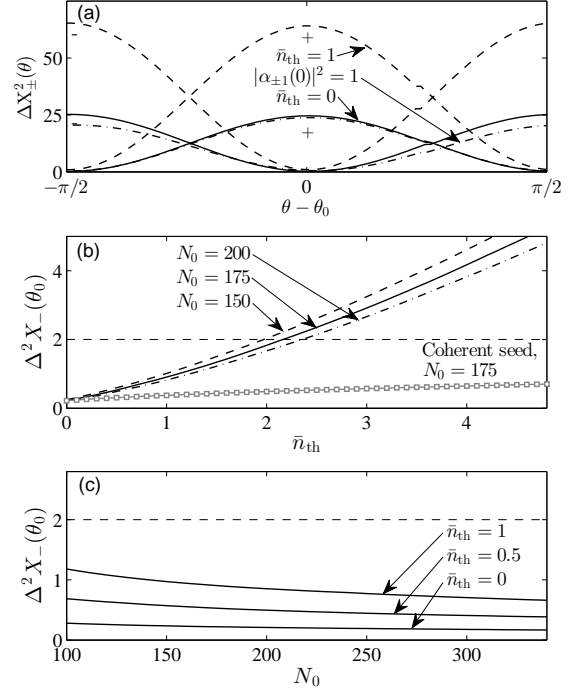 (a)
50
25
0
ΔX²±(θ)
−
−
+
+
n̄th = 1
|α±1(0)|² = 1
n̄th = 0
−π/2
0
π/2
θ − θ0
(b)
4
2
0
Δ²X−(θ0)
N0 = 200
N0 = 175
N0 = 150
Coherent seed,
N0 = 175
0
1
2
3
4
n̄th
(c)
2
1
0
Δ²X−(θ0)
n̄th = 1
n̄th = 0.5
n̄th = 0
100
150
200
250
300
N0